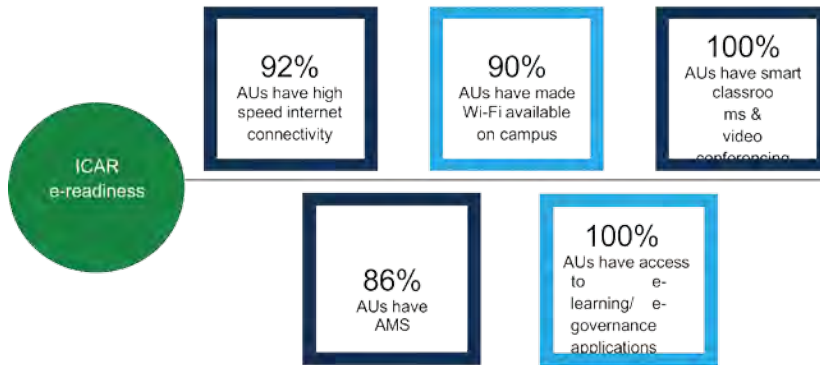 ICAR
e-readiness
92%
AUs have high
speed internet
connectivity
90%
AUs have made
Wi-Fi available
on campus
100%
AUs have smart
classroo
ms &
video
conferencing
86%
AUs have
AMS
100%
AUs have access
to e-
learning/ e-
governance
applications